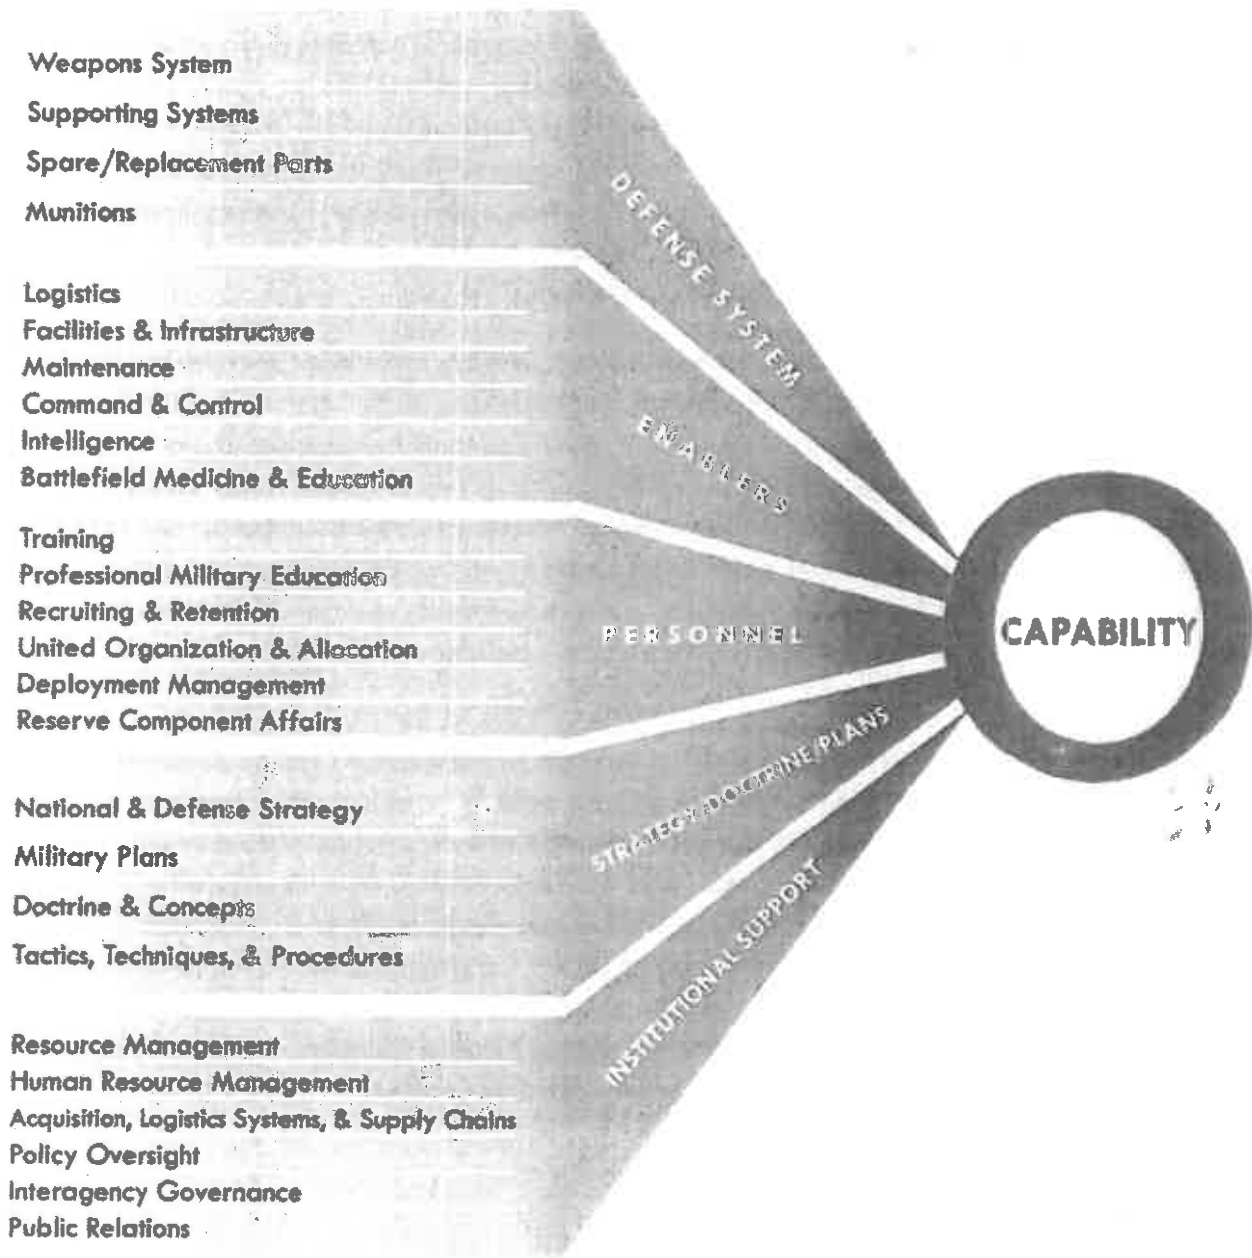 Weapons System
Supporting Systems
Spare/Replacement Parts
Munitions
DEFENSE SYSTEM
Logistics
Facilities & Infrastructure
Maintenance
Command & Control
Intelligence
Battlefield Medicine & Education
ENABLERS
Training
Professional Military Education
Recruiting & Retention
United Organization & Allocation
Deployment Management
Reserve Component Affairs
PERSONNEL
CAPABILITY
National & Defense Strategy
Military Plans
Doctrine & Concepts
Tactics, Techniques, & Procedures
STRATEGY/DOCTRINE/PLANS
Resource Management
Human Resource Management
Acquisition, Logistics Systems, & Supply Chains
Policy Oversight
Interagency Governance
Public Relations
INSTITUTIONAL SUPPORT